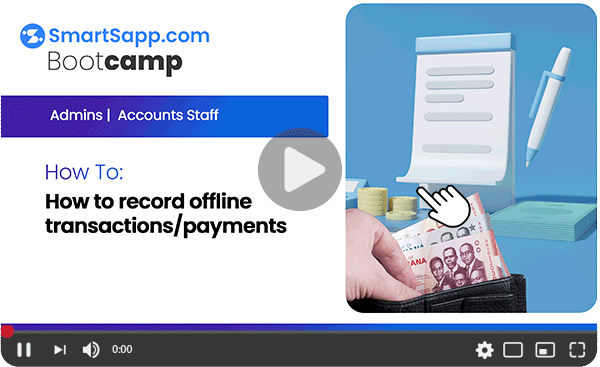 SmartSapp.com
Bootcamp
Admins | Accounts Staff
How To:
How to record offline
transactions/payments
0:00